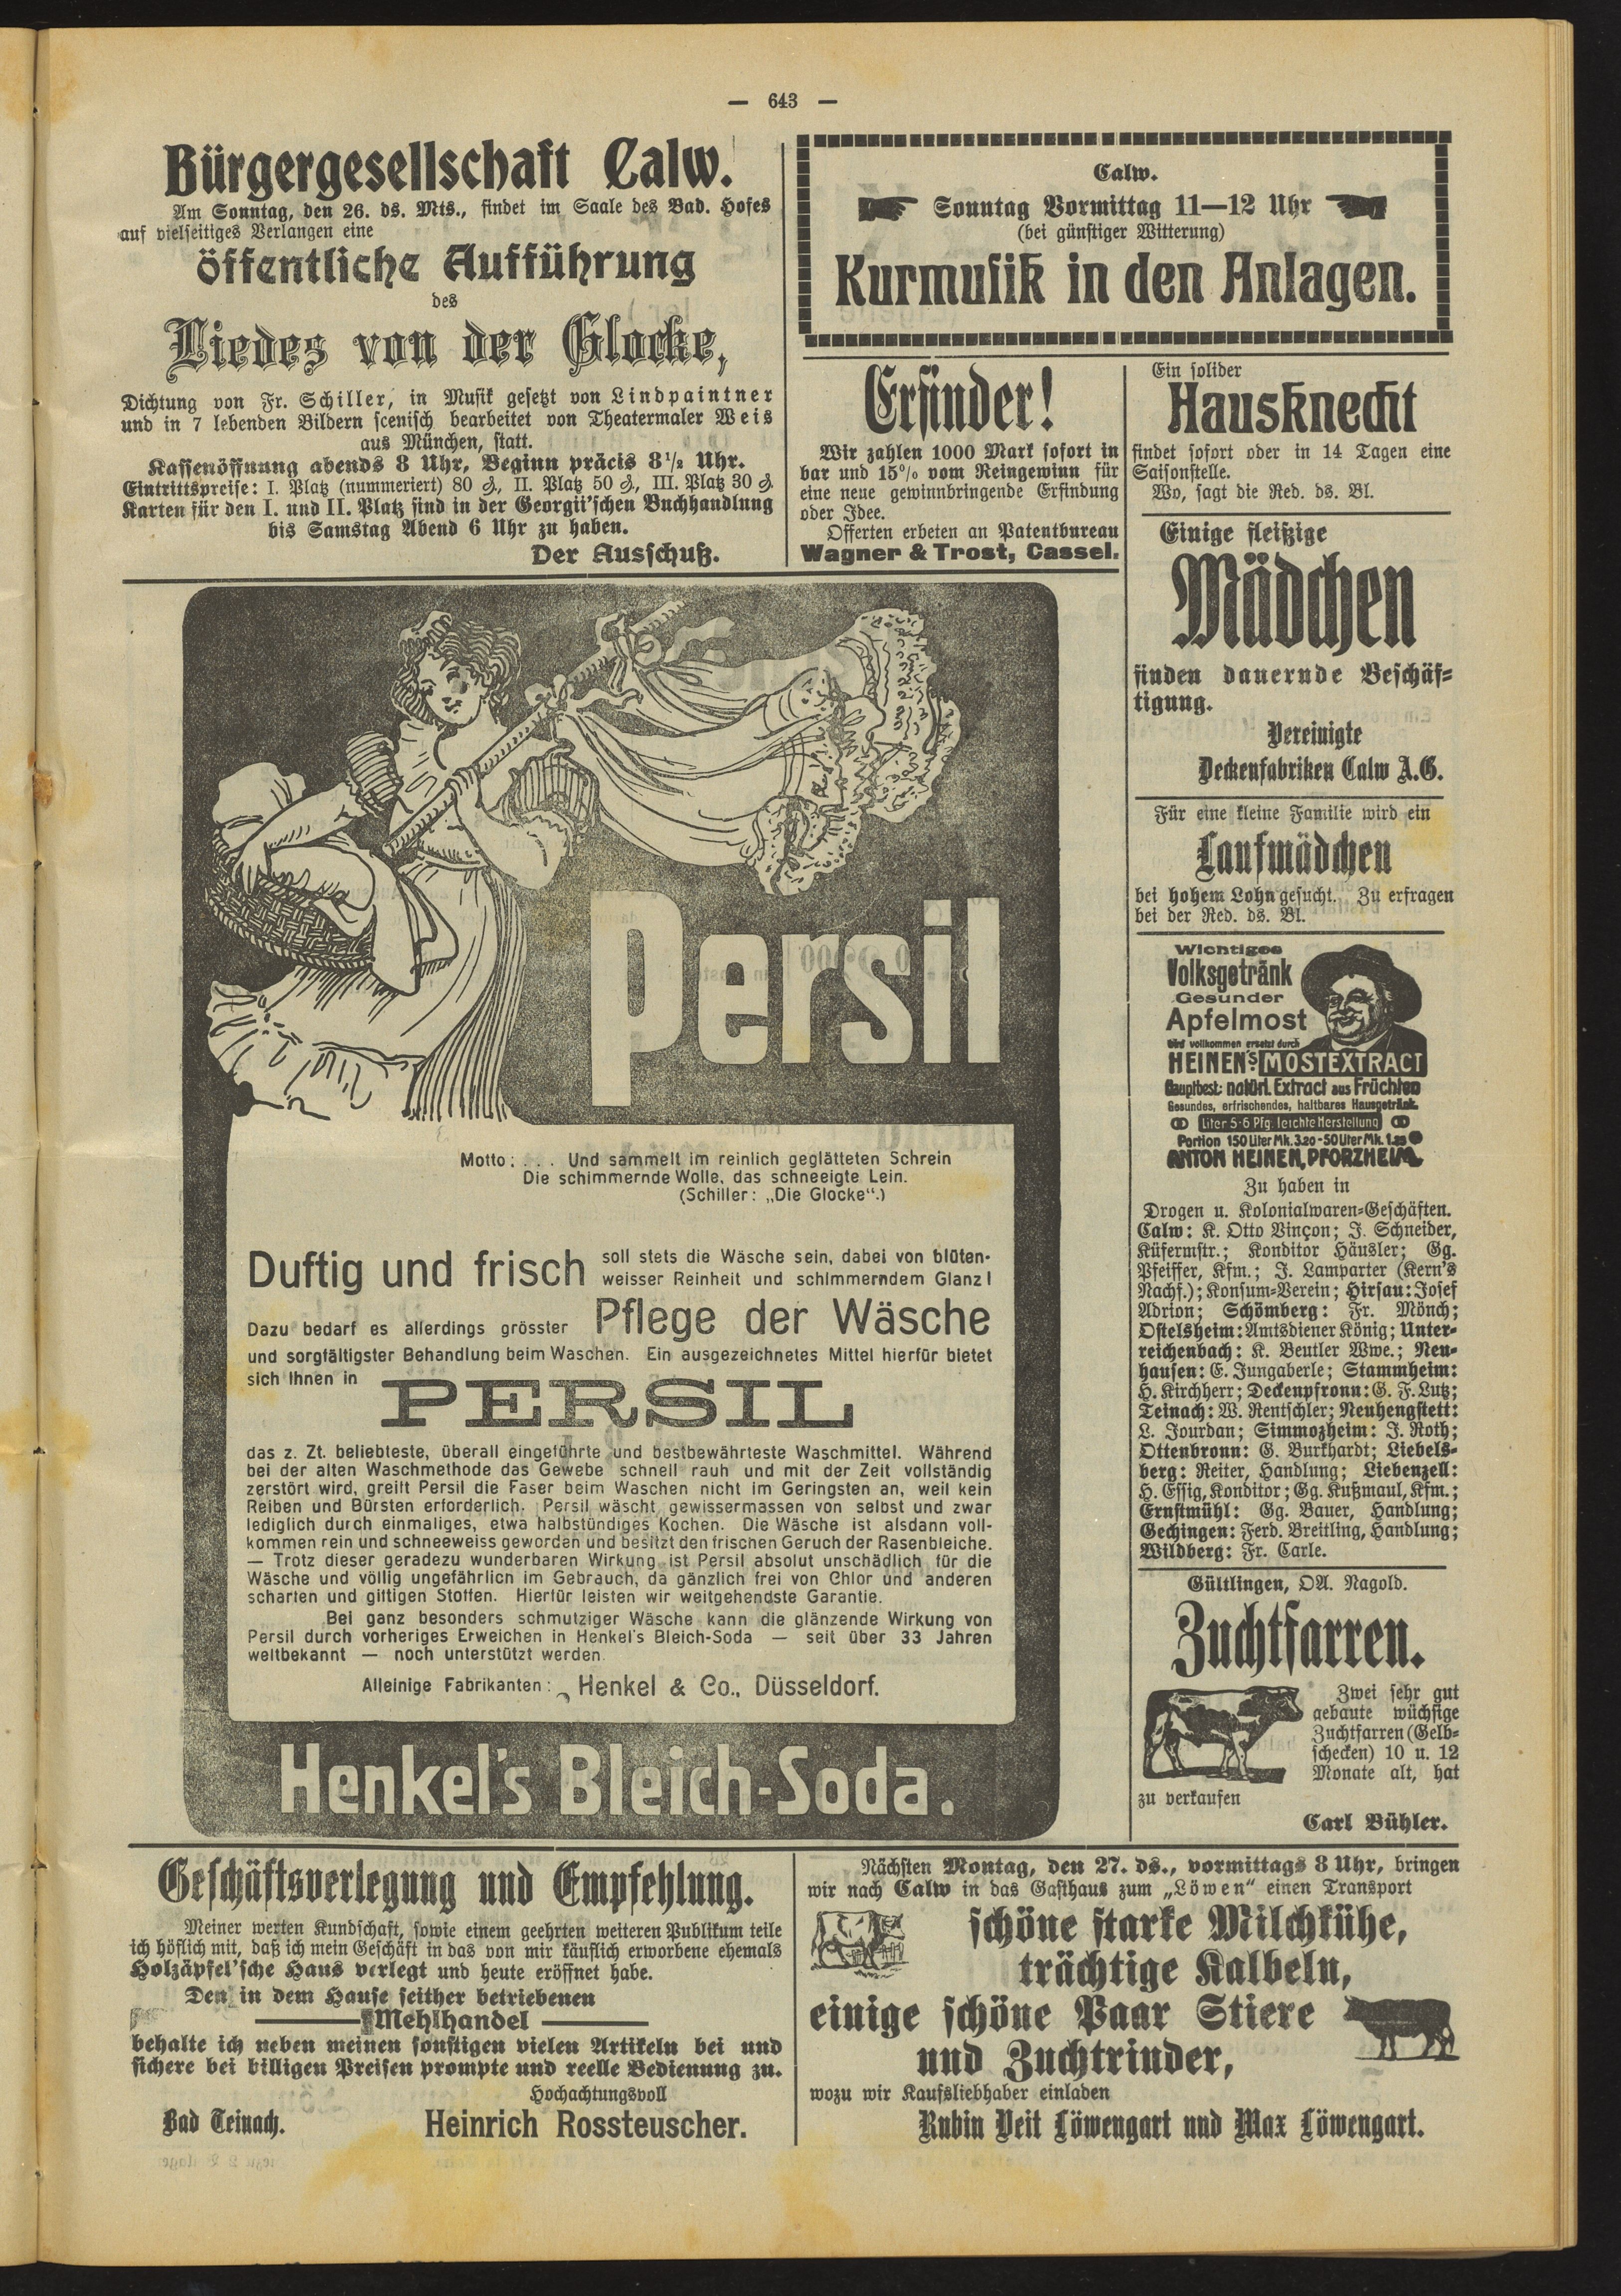 — 643 —
Bürgergesellschaft Calw.
Am Sonntag, den 26. ds. Mts., findet im Saale des Bad. Hofes
auf vielseitiges Verlangen eine
öffentliche Aufführung
des
Liedes von der Glocke,
Dichtung von Fr. Schiller, in Musik gesetzt von Lindpaintner
und in 7 lebenden Bildern scenisch bearbeitet von Theatermaler Weis
aus München, statt.
Kassenöffnung abends 8 Uhr, Beginn präcis 8½ Uhr.
Eintrittspreise: I. Platz (nummeriert) 80 ₰, II. Platz 50 ₰, III. Platz 30 ₰.
Karten für den I. und II. Platz sind in der Georgii'schen Buchhandlung
bis Samstag Abend 6 Uhr zu haben.
Der Ausschuß.
Calw.
Sonntag Vormittag 11—12 Uhr
(bei günstiger Witterung)
Kurmusik in den Anlagen.
Erfinder!
Wir zahlen 1000 Mark sofort in
bar und 15% vom Reingewinn für
eine neue gewinnbringende Erfindung
oder Idee.
Offerten erbeten an Patentbureau
Wagner & Trost, Cassel.
Ein solider
Hausknecht
findet sofort oder in 14 Tagen eine
Saisonstelle.
Wo, sagt die Red. ds. Bl.
Einige fleißige
Mädchen
finden dauernde Beschäf=
tigung.
Vereinigte
Deckenfabriken Calw A.G.
Für eine kleine Familie wird ein
Laufmädchen
bei hohem Lohn gesucht. Zu erfragen
bei der Red. ds. Bl.
Wichtiges
Volksgetränk
Gesunder
Apfelmost
wird vollkommen ersetzt durch
HEINEN'S MOSTEXTRACT
Hauptbest: natürl. Extract aus Früchten
Gesundes, erfrischendes, haltbares Hausgetränk.
Liter 5-6 Pfg. leichte Herstellung
Portion 150 Liter Mk. 3.20 - 50 Liter Mk.
ANTON HEINEN, PFORZHEIM
Zu haben in
Drogen u. Kolonialwaren=Geschäften.
Calw: K. Otto Vinçon; J. Schneider,
Küfermstr.; Konditor Häusler; Gg.
Pfeiffer, Kfm.; J. Lamparter (Kern's
Nachf.); Konsum=Verein; Hirsau: Josef
Adrion; Schömberg: Fr. Mönch;
Ostelsheim: Amtsdiener König; Unter=
reichenbach: K. Beutler Wwe.; Neu=
hausen: E. Jungaberle; Stammheim:
H. Kirchherr; Deckenpfronn: G. F. Lutz;
Teinach: W. Rentschler; Neuhengstett:
L. Jourdan; Simmozheim: J. Roth;
Ottenbronn: G. Burkhardt; Liebels=
berg: Reiter, Handlung; Liebenzell:
H. Essig, Konditor; Gg. Kußmaul, Kfm.;
Ernstmühl: Gg. Bauer, Handlung;
Gechingen: Ferd. Breitling, Handlung;
Wildberg: Fr. Carle.
Gültlingen, OA. Nagold.
Zuchtfarren.
Zwei sehr gut
gebaute wüchsige
Zuchtfarren (Gelb=
schecken) 10 u. 12
Monate alt, hat
zu verkaufen
Carl Bühler.
Persil
Motto: . . . Und sammelt im reinlich geglätteten Schrein
Die schimmernde Wolle, das schneeigte Lein.
(Schiller: „Die Glocke“.)
Duftig und frisch soll stets die Wäsche sein, dabei von blüten-
weisser Reinheit und schimmerndem Glanz!
Dazu bedarf es allerdings grösster Pflege der Wäsche
und sorgfältigster Behandlung beim Waschen. Ein ausgezeichnetes Mittel hierfür bietet
sich Ihnen in PERSIL
das z. Zt. beliebteste, überall eingeführte und bestbewährteste Waschmittel. Während
bei der alten Waschmethode das Gewebe schnell rauh und mit der Zeit vollständig
zerstört wird, greift Persil die Faser beim Waschen nicht im Geringsten an, weil kein
Reiben und Bürsten erforderlich. Persil wäscht gewissermassen von selbst und zwar
lediglich durch einmaliges, etwa halbstündiges Kochen. Die Wäsche ist alsdann voll-
kommen rein und schneeweiss geworden und besitzt den frischen Geruch der Rasenbleiche.
— Trotz dieser geradezu wunderbaren Wirkung ist Persil absolut unschädlich für die
Wäsche und völlig ungefährlich im Gebrauch, da gänzlich frei von Chlor und anderen
scharfen und giftigen Stoffen. Hierfür leisten wir weitgehendste Garantie.
Bei ganz besonders schmutziger Wäsche kann die glänzende Wirkung von
Persil durch vorheriges Erweichen in Henkel's Bleich-Soda — seit über 33 Jahren
weltbekannt — noch unterstützt werden.
Alleinige Fabrikanten: Henkel & Co., Düsseldorf.
Henkel's Bleich-Soda.
Geschäftsverlegung und Empfehlung.
Meiner werten Kundschaft, sowie einem geehrten weiteren Publikum teile
ich höflich mit, daß ich mein Geschäft in das von mir käuflich erworbene ehemals
Holzäpfel'sche Haus verlegt und heute eröffnet habe.
Den in dem Hause seither betriebenen
Mehlhandel
behalte ich neben meinen sonstigen vielen Artikeln bei und
sichere bei billigen Preisen prompte und reelle Bedienung zu.
Hochachtungsvoll
Bad Teinach. Heinrich Rossteuscher.
Nächsten Montag, den 27. ds., vormittags 8 Uhr, bringen
wir nach Calw in das Gasthaus zum „Löwen“ einen Transport
schöne starke Milchkühe,
trächtige Kalbeln,
einige schöne Paar Stiere
und Zuchtrinder,
wozu wir Kaufsliebhaber einladen
Rubin Veit Löwengart und Max Löwengart.